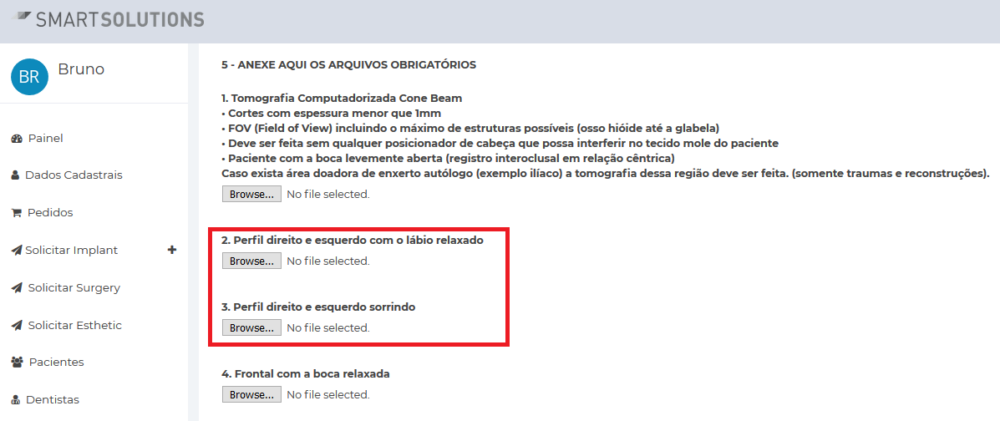 SMARTSOLUTIONS
BR
Bruno
Painel
Dados Cadastrais
Pedidos
Solicitar Implant +
Solicitar Surgery
Solicitar Esthetic
Pacientes
Dentistas
5 - ANEXE AQUI OS ARQUIVOS OBRIGATÓRIOS
1. Tomografia Computadorizada Cone Beam
• Cortes com espessura menor que 1mm
• FOV (Field of View) incluindo o máximo de estruturas possíveis (osso hióide até a glabela)
• Deve ser feita sem qualquer posicionador de cabeça que possa interferir no tecido mole do paciente
• Paciente com a boca levemente aberta (registro interoclusal em relação cêntrica)
Caso exista área doadora de enxerto autólogo (exemplo ilíaco) a tomografia dessa região deve ser feita. (somente traumas e reconstruções).
Browse... No file selected.
2. Perfil direito e esquerdo com o lábio relaxado
Browse... No file selected.
3. Perfil direito e esquerdo sorrindo
Browse... No file selected.
4. Frontal com a boca relaxada
Browse... No file selected.